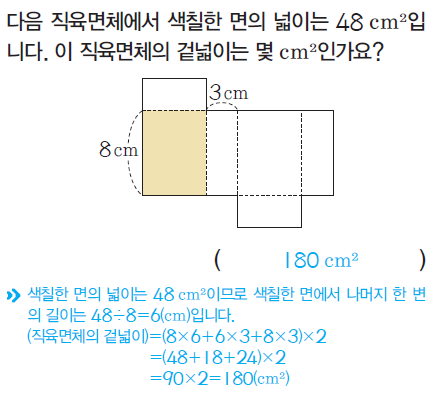 다음 직육면체에서 색칠한 면의 넓이는 48 cm²입
니다. 이 직육면체의 겉넓이는 몇 cm²인가요?
3cm
8cm
( 180 cm² )
» 색칠한 면의 넓이는 48 cm²이므로 색칠한 면에서 나머지 한 변
의 길이는 48÷8=6(cm)입니다.
(직육면체의 겉넓이)=(8×6+6×3+8×3)×2
=(48+18+24)×2
=90×2=180(cm²)